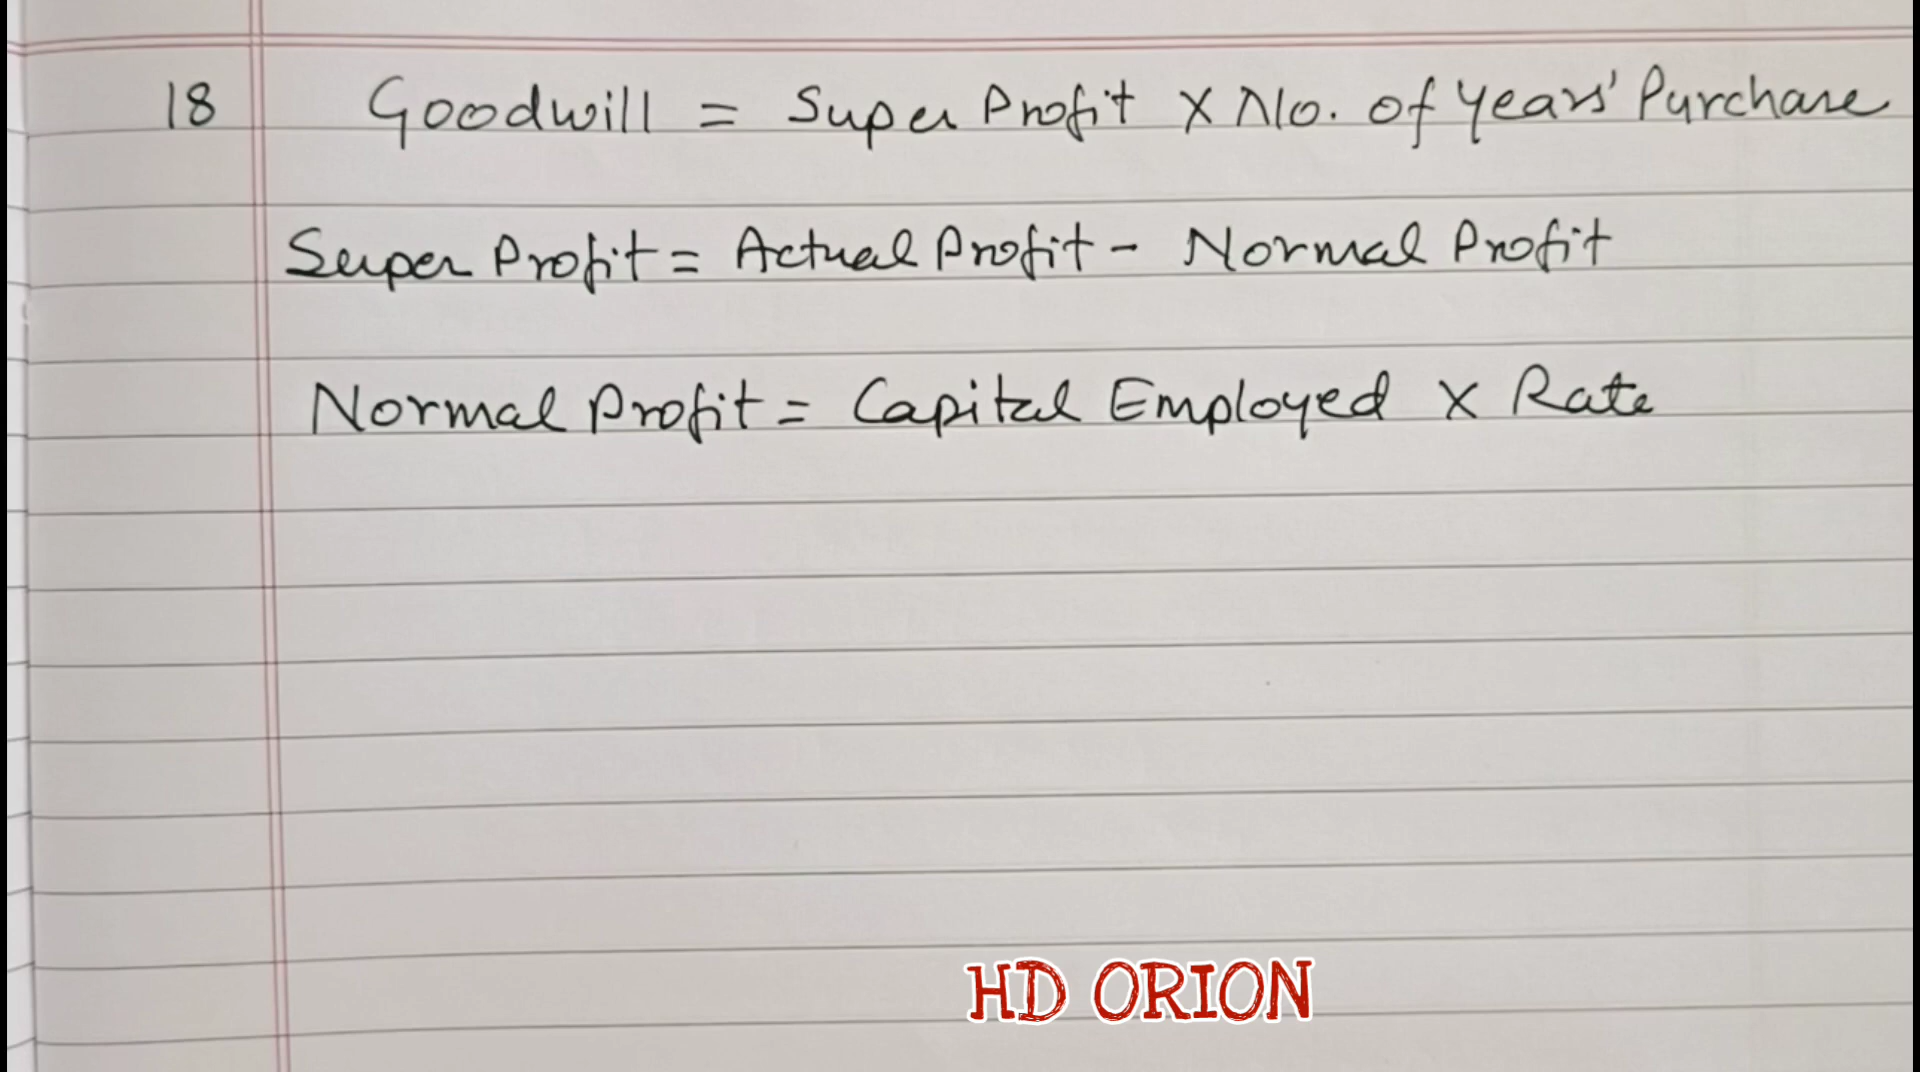 18 Goodwill = Super Profit X No. of Years' Purchase
Super Profit = Actual Profit - Normal Profit
Normal Profit = Capital Employed X Rate
HD ORION